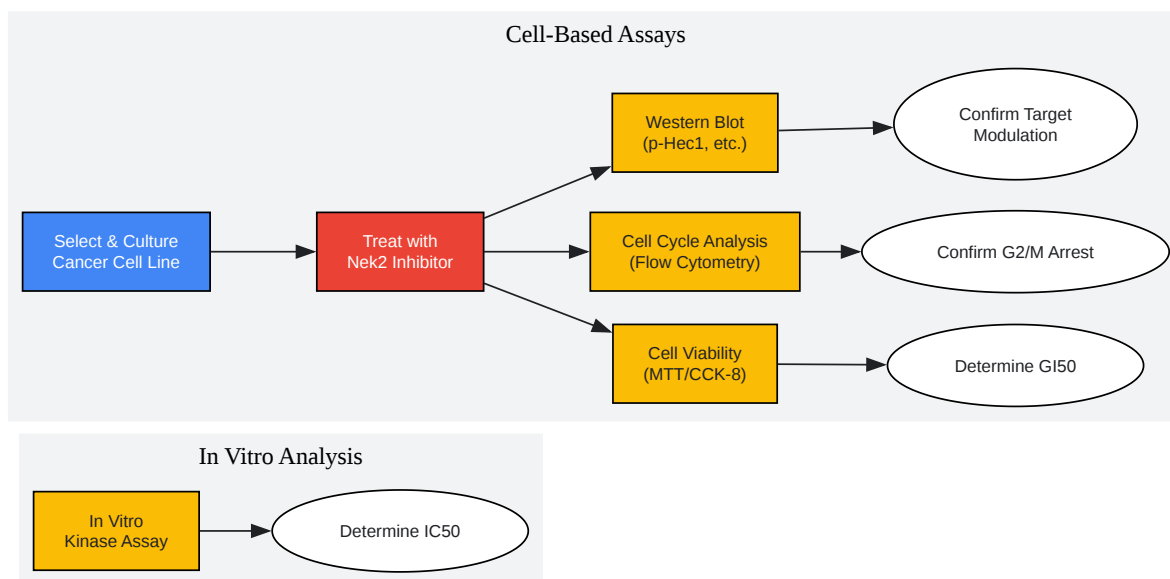 Cell-Based Assays
Western Blot
(p-Hec1, etc.)
Confirm Target
Modulation
Select & Culture
Cancer Cell Line
Treat with
Nek2 Inhibitor
Cell Cycle Analysis
(Flow Cytometry)
Confirm G2/M Arrest
Cell Viability
(MTT/CCK-8)
Determine GI50
In Vitro Analysis
In Vitro
Kinase Assay
Determine IC50